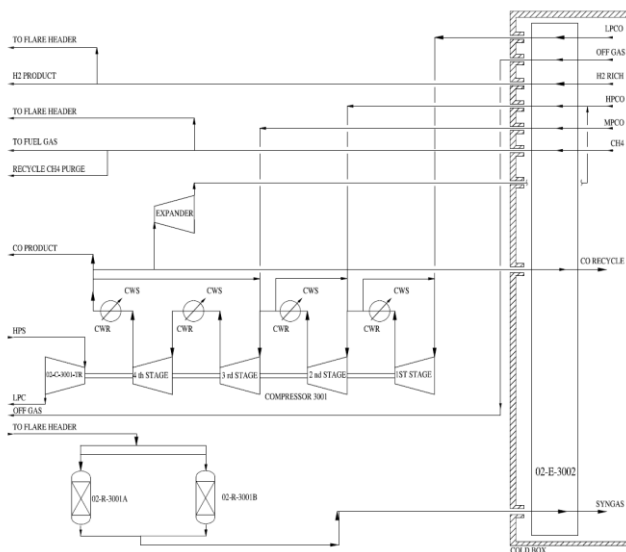 LPCO
TO FLARE HEADER
OFF GAS
H2 PRODUCT
H2 RICH
HPCO
TO FLARE HEADER
MPCO
TO FUEL GAS
CH4
RECYCLE CH4 PURGE
EXPANDER
CO PRODUCT
CO RECYCLE
CWS
CWS
CWS
CWS
CWR
CWR
CWR
CWR
HPS
02-C-3001-TR
4 th STAGE
3 rd STAGE
2 nd STAGE
1ST STAGE
LPC
COMPRESSOR 3001
OFF GAS
TO FLARE HEADER
02-E-3002
02-R-3001A
02-R-3001B
SYNGAS
COLD BOX